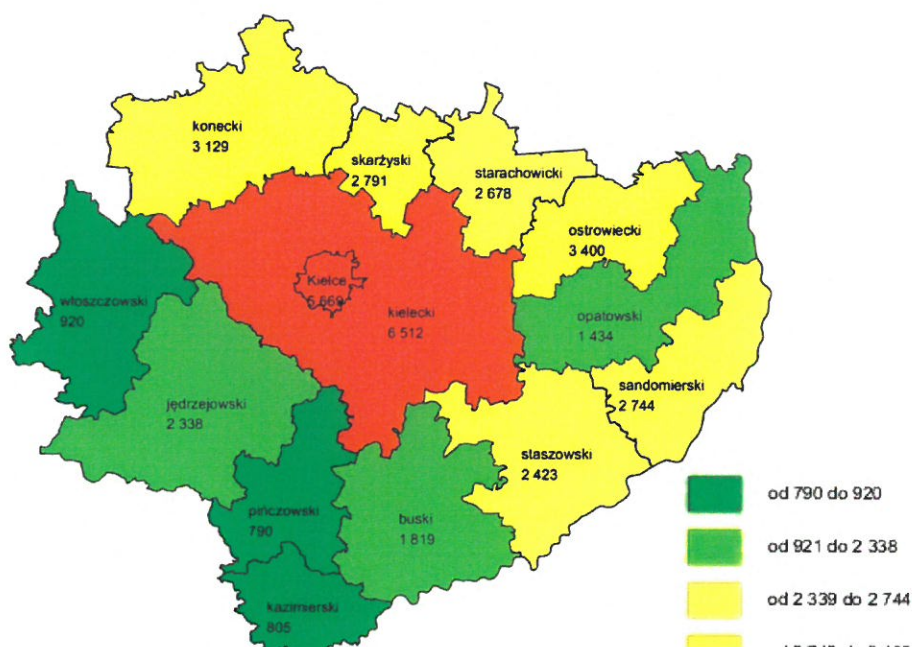 konecki
3 129
skarżyski
2 791
starachowicki
2 678
ostrowiecki
3 400
Kielce
5 669
włoszczowski
920
kielecki
6 512
opatowski
1 434
sandomierski
2 744
jędrzejowski
2 338
staszowski
2 423
pińczowski
790
buski
1 819
kazimierski
805
od 790 do 920
od 921 do 2 338
od 2 339 do 2 744